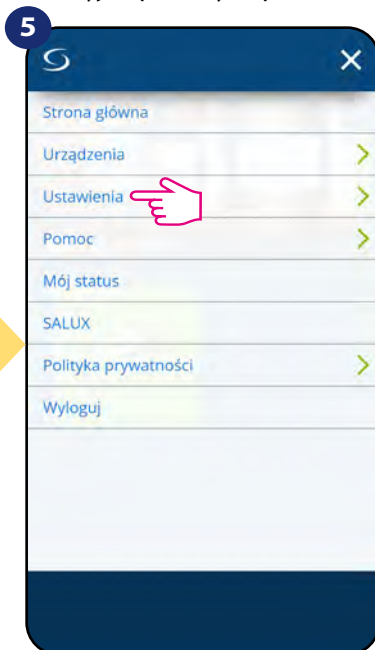 5
Strona główna
Urządzenia
Ustawienia
Pomoc
Mój status
SALUX
Polityka prywatności
Wyloguj